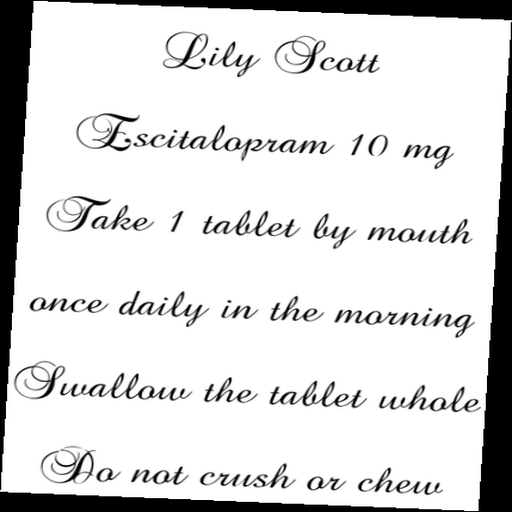 Lily Scott
Escitalopram 10 mg
Take 1 tablet by mouth
once daily in the morning
Swallow the tablet whole
Do not crush or chew